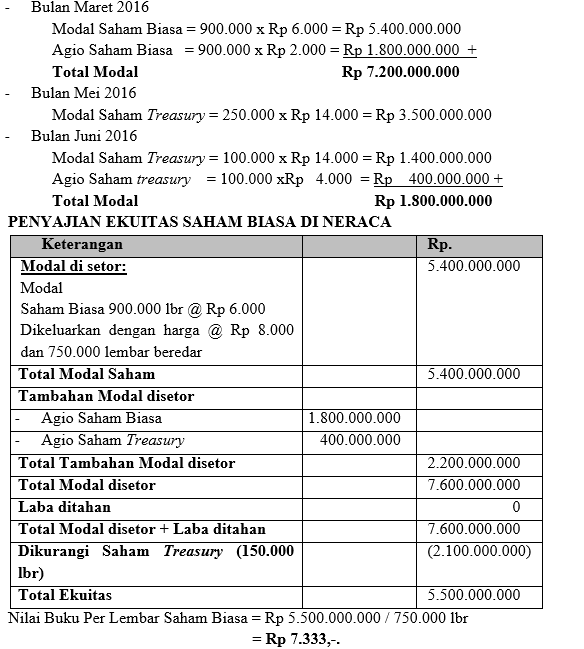 - Bulan Maret 2016
Modal Saham Biasa = 900.000 x Rp 6.000 = Rp 5.400.000.000
Agio Saham Biasa = 900.000 x Rp 2.000 = Rp 1.800.000.000 +
Total Modal Rp 7.200.000.000
- Bulan Mei 2016
Modal Saham Treasury = 250.000 x Rp 14.000 = Rp 3.500.000.000
- Bulan Juni 2016
Modal Saham Treasury = 100.000 x Rp 14.000 = Rp 1.400.000.000
Agio Saham treasury = 100.000 xRp 4.000 = Rp 400.000.000 +
Total Modal Rp 1.800.000.000
PENYAJIAN EKUITAS SAHAM BIASA DI NERACA
Keterangan Rp.
Modal di setor: 5.400.000.000
Modal
Saham Biasa 900.000 lbr @ Rp 6.000
Dikeluarkan dengan harga @ Rp 8.000
dan 750.000 lembar beredar
Total Modal Saham 5.400.000.000
Tambahan Modal disetor
- Agio Saham Biasa 1.800.000.000
- Agio Saham Treasury 400.000.000
Total Tambahan Modal disetor 2.200.000.000
Total Modal disetor 7.600.000.000
Laba ditahan 0
Total Modal disetor + Laba ditahan 7.600.000.000
Dikurangi Saham Treasury (150.000 (2.100.000.000)
lbr)
Total Ekuitas 5.500.000.000
Nilai Buku Per Lembar Saham Biasa = Rp 5.500.000.000 / 750.000 lbr
= Rp 7.333,-.